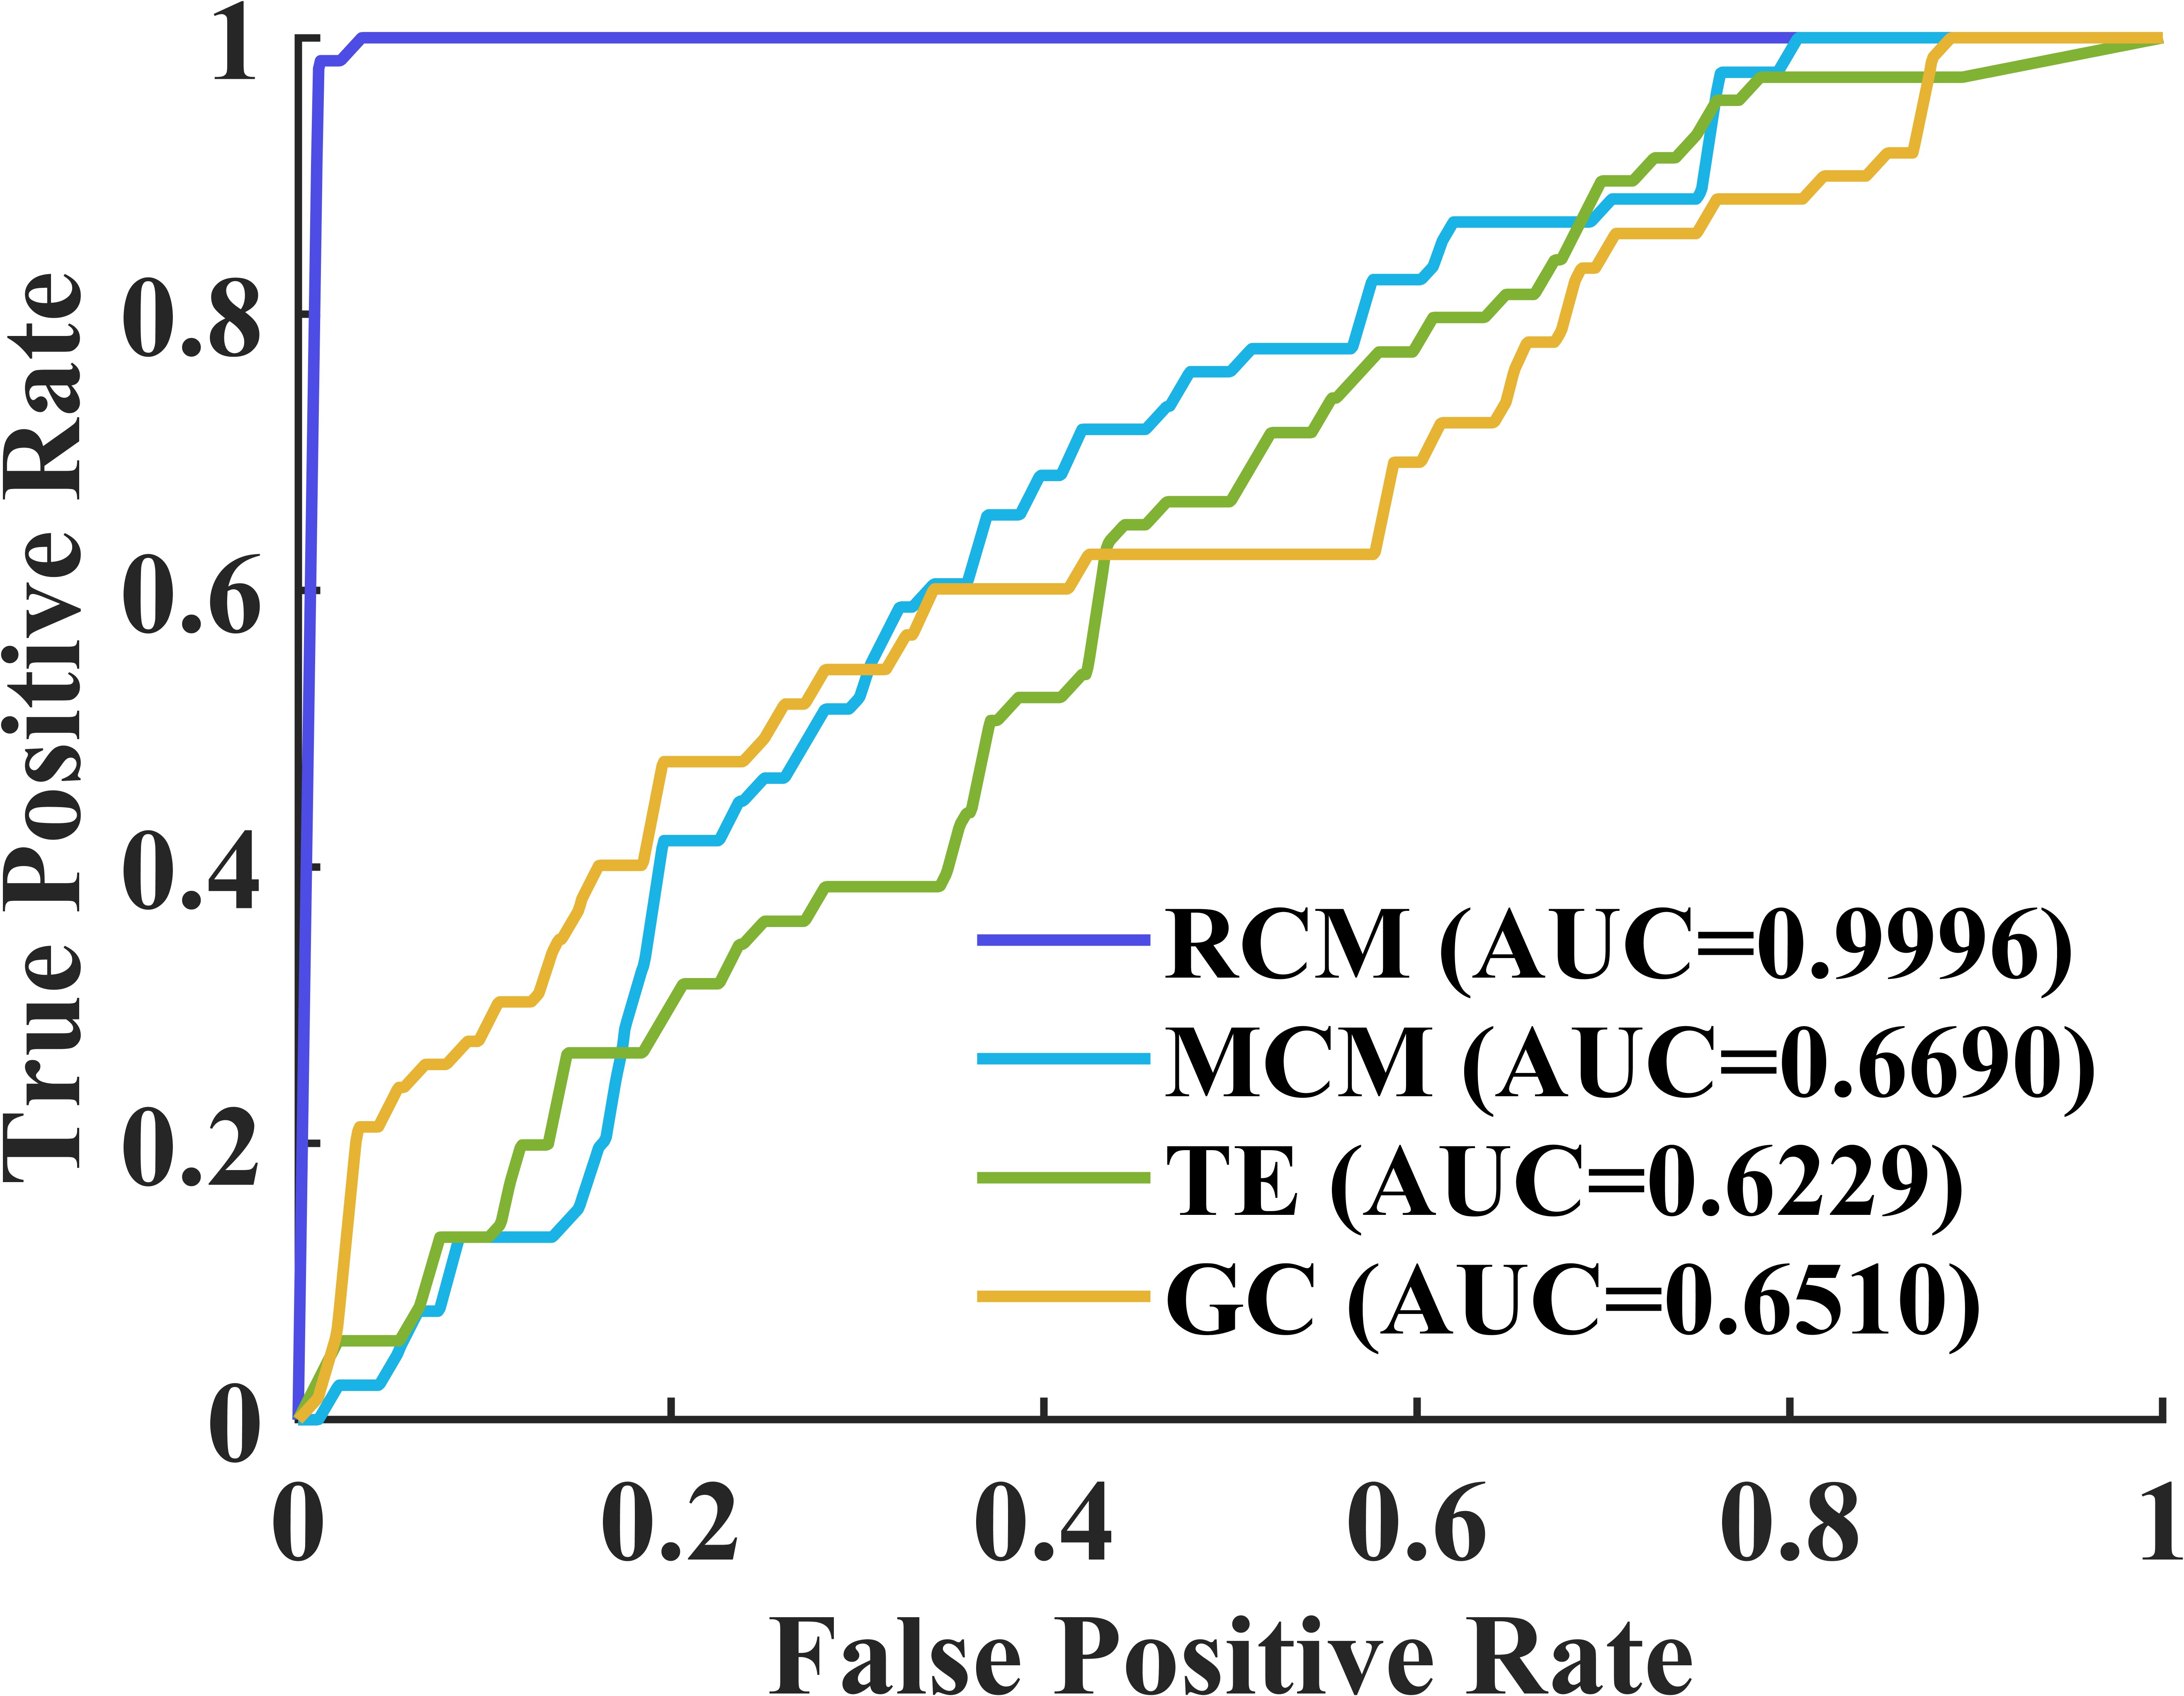 1
0.8
0.6
0.4
0.2
0
True Positive Rate
RCM (AUC=0.9996)
MCM (AUC=0.6690)
TE (AUC=0.6229)
GC (AUC=0.6510)
0 0.2 0.4 0.6 0.8 1
False Positive Rate